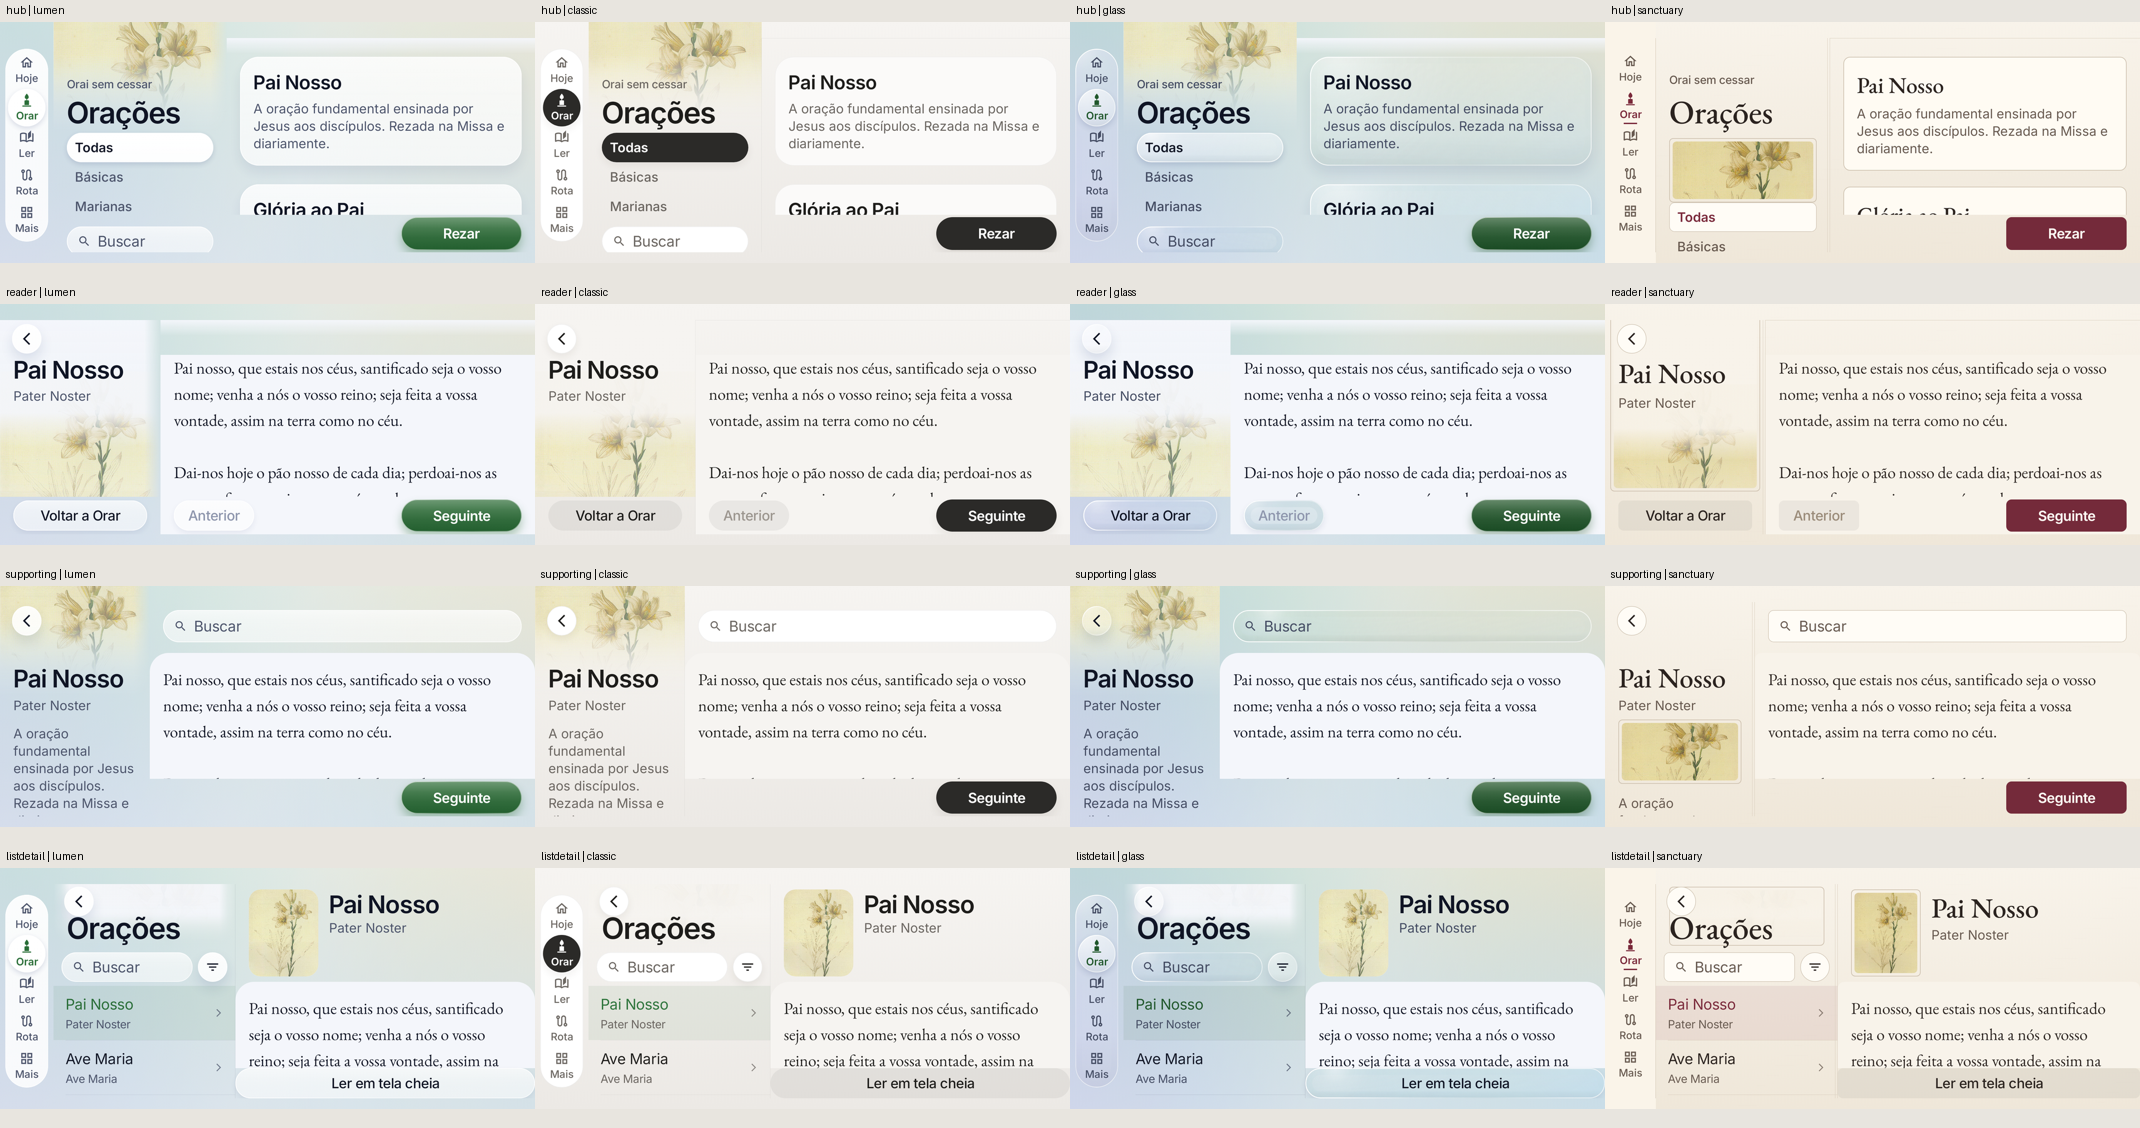 hub | lumen
Hoje
Orar
Ler
Rota
Mais
Orai sem cessar
Orações
Todas
Básicas
Marianas
Buscar
Pai Nosso
A oração fundamental ensinada por
Jesus aos discípulos. Rezada na Missa e
diariamente.
Glória ao Pai
Rezar
hub | classic
Hoje
Orar
Ler
Rota
Mais
Orai sem cessar
Orações
Todas
Básicas
Marianas
Buscar
Pai Nosso
A oração fundamental ensinada por
Jesus aos discípulos. Rezada na Missa e
diariamente.
Glória ao Pai
Rezar
hub | glass
Hoje
Orar
Ler
Rota
Mais
Orai sem cessar
Orações
Todas
Básicas
Marianas
Buscar
Pai Nosso
A oração fundamental ensinada por
Jesus aos discípulos. Rezada na Missa e
diariamente.
Glória ao Pai
Rezar
hub | sanctuary
Hoje
Orar
Ler
Rota
Mais
Orai sem cessar
Orações
Todas
Básicas
Pai Nosso
A oração fundamental ensinada por
Jesus aos discípulos. Rezada na Missa e
diariamente.
Glória ao Pai
Rezar
reader | lumen
Pai Nosso
Pater Noster
Voltar a Orar
Pai nosso, que estais nos céus, santificado seja o vosso
nome; venha a nós o vosso reino; seja feita a vossa
vontade, assim na terra como no céu.
Dai-nos hoje o pão nosso de cada dia; perdoai-nos as
Anterior
Seguinte
reader | classic
Pai Nosso
Pater Noster
Voltar a Orar
Pai nosso, que estais nos céus, santificado seja o vosso
nome; venha a nós o vosso reino; seja feita a vossa
vontade, assim na terra como no céu.
Dai-nos hoje o pão nosso de cada dia; perdoai-nos as
Anterior
Seguinte
reader | glass
Pai Nosso
Pater Noster
Voltar a Orar
Pai nosso, que estais nos céus, santificado seja o vosso
nome; venha a nós o vosso reino; seja feita a vossa
vontade, assim na terra como no céu.
Dai-nos hoje o pão nosso de cada dia; perdoai-nos as
Anterior
Seguinte
reader | sanctuary
Pai Nosso
Pater Noster
Voltar a Orar
Pai nosso, que estais nos céus, santificado seja o vosso
nome; venha a nós o vosso reino; seja feita a vossa
vontade, assim na terra como no céu.
Dai-nos hoje o pão nosso de cada dia; perdoai-nos as
Anterior
Seguinte
supporting | lumen
Pai Nosso
Pater Noster
A oração
fundamental
ensinada por Jesus
aos discípulos.
Rezada na Missa e
Buscar
Pai nosso, que estais nos céus, santificado seja o vosso
nome; venha a nós o vosso reino; seja feita a vossa
vontade, assim na terra como no céu.
Seguinte
supporting | classic
Pai Nosso
Pater Noster
A oração
fundamental
ensinada por Jesus
aos discípulos.
Rezada na Missa e
Buscar
Pai nosso, que estais nos céus, santificado seja o vosso
nome; venha a nós o vosso reino; seja feita a vossa
vontade, assim na terra como no céu.
Seguinte
supporting | glass
Pai Nosso
Pater Noster
A oração
fundamental
ensinada por Jesus
aos discípulos.
Rezada na Missa e
Buscar
Pai nosso, que estais nos céus, santificado seja o vosso
nome; venha a nós o vosso reino; seja feita a vossa
vontade, assim na terra como no céu.
Seguinte
supporting | sanctuary
Pai Nosso
Pater Noster
A oração
Buscar
Pai nosso, que estais nos céus, santificado seja o vosso
nome; venha a nós o vosso reino; seja feita a vossa
vontade, assim na terra como no céu.
Seguinte
listdetail | lumen
Hoje
Orar
Ler
Rota
Mais
Orações
Buscar
Pai Nosso
Pater Noster
Ave Maria
Ave Maria
Pai Nosso
Pater Noster
Pai nosso, que estais nos céus, santificado
seja o vosso nome; venha a nós o vosso
reino; seja feita a vossa vontade, assim na
Ler em tela cheia
listdetail | classic
Hoje
Orar
Ler
Rota
Mais
Orações
Buscar
Pai Nosso
Pater Noster
Ave Maria
Ave Maria
Pai Nosso
Pater Noster
Pai nosso, que estais nos céus, santificado
seja o vosso nome; venha a nós o vosso
reino; seja feita a vossa vontade, assim na
Ler em tela cheia
listdetail | glass
Hoje
Orar
Ler
Rota
Mais
Orações
Buscar
Pai Nosso
Pater Noster
Ave Maria
Ave Maria
Pai Nosso
Pater Noster
Pai nosso, que estais nos céus, santificado
seja o vosso nome; venha a nós o vosso
reino; seja feita a vossa vontade, assim na
Ler em tela cheia
listdetail | sanctuary
Hoje
Orar
Ler
Rota
Mais
Orações
Buscar
Pai Nosso
Pater Noster
Ave Maria
Ave Maria
Pai Nosso
Pater Noster
Pai nosso, que estais nos céus, santificado
seja o vosso nome; venha a nós o vosso
reino; seja feita a vossa vontade, assim na
Ler em tela cheia